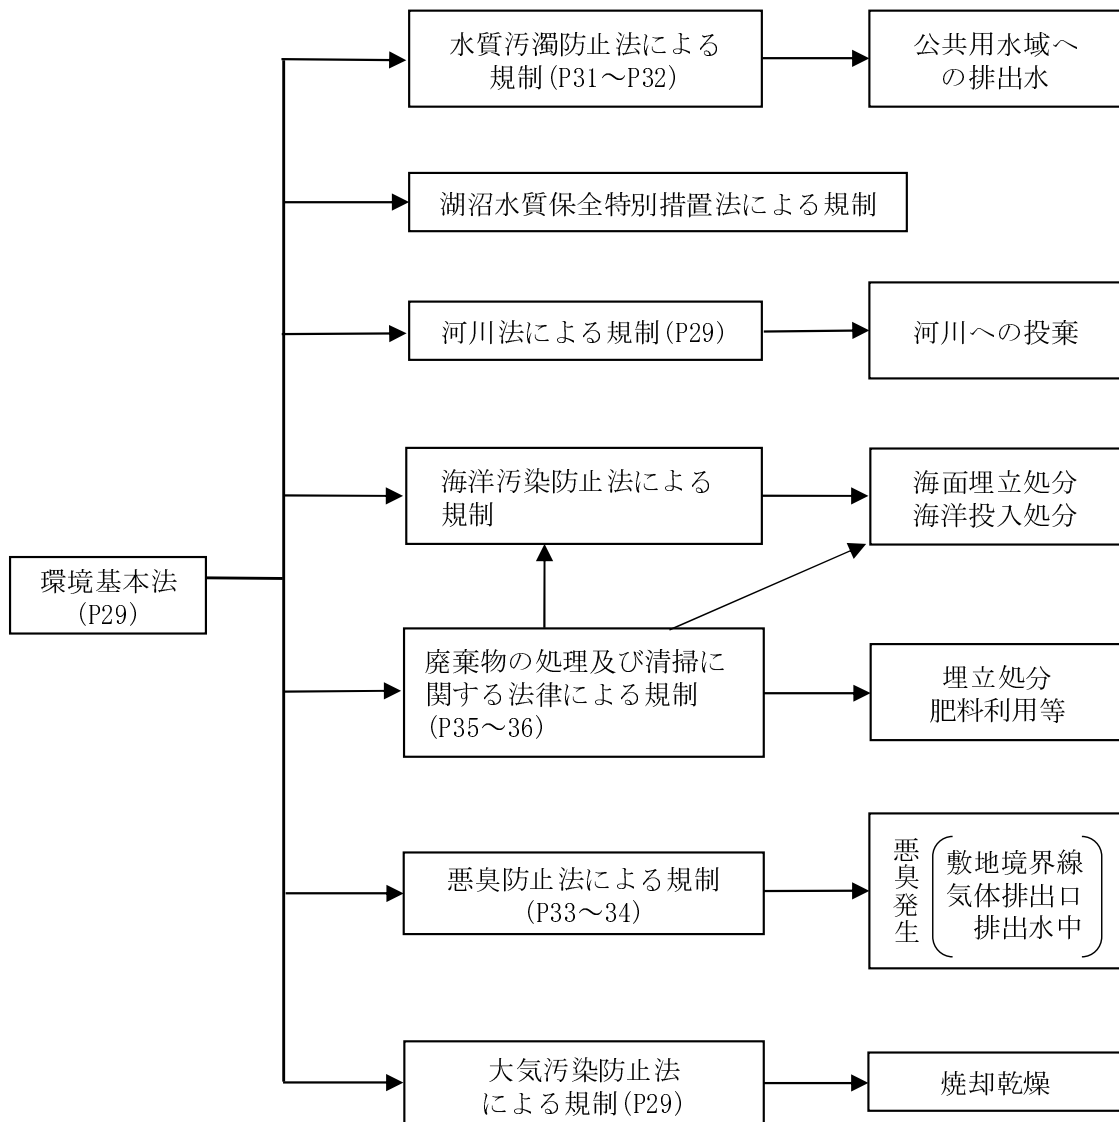 水質汚濁防止法による
規制(P31～P32)
公共用水域へ
の排出水
湖沼水質保全特別措置法による規制
河川法による規制(P29)
河川への投棄
海洋汚染防止法による
規制
海面埋立処分
海洋投入処分
環境基本法
(P29)
廃棄物の処理及び清掃に
関する法律による規制
(P35～36)
埋立処分
肥料利用等
悪臭防止法による規制
(P33～34)
悪臭発生
敷地境界線
気体排出口
排出水中
大気汚染防止法
による規制(P29)
焼却乾燥